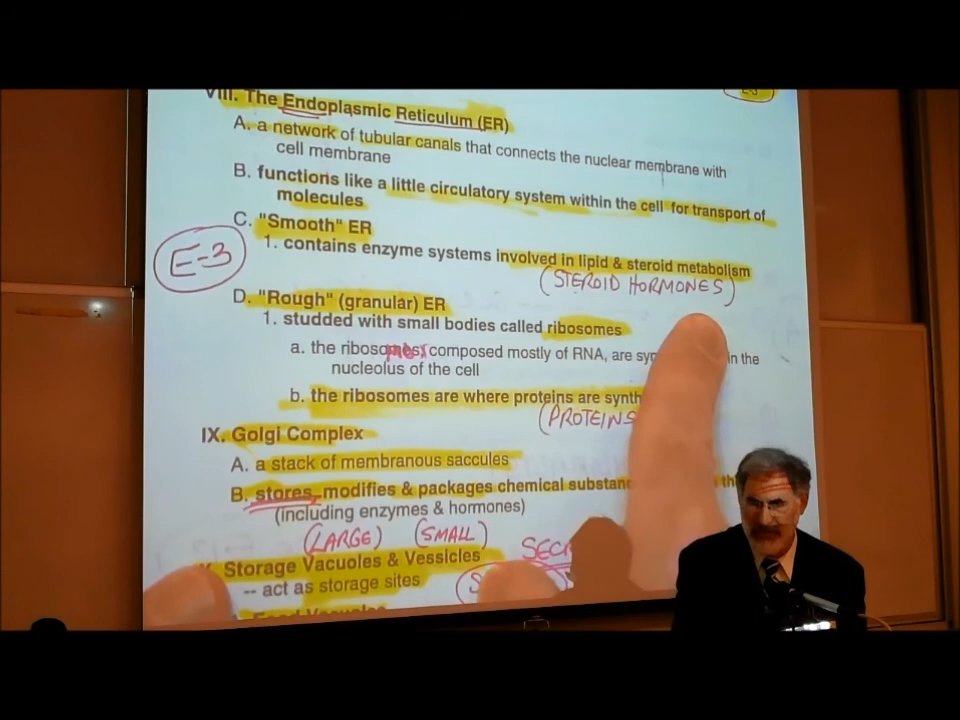 E-3
VIII. The Endoplasmic Reticulum (ER)
A. a network of tubular canals that connects the nuclear membrane with
cell membrane
B. functions like a little circulatory system within the cell for transport of
molecules
C. "Smooth" ER
1. contains enzyme systems involved in lipid & steroid metabolism
(STEROID HORMONES)
E-3
D. "Rough" (granular) ER
1. studded with small bodies called ribosomes
a. the ribosomes, composed mostly of RNA, are in the
nucleolus of the cell
b. the ribosomes are where proteins are synth
(PROTEINS
IX. Golgi Complex
A. a stack of membranous saccules
B. stores, modifies & packages chemical
(including enzymes & hormones)
(LARGE) (SMALL)
X. Storage Vacuoles & Vessicles
-- act as storage sites